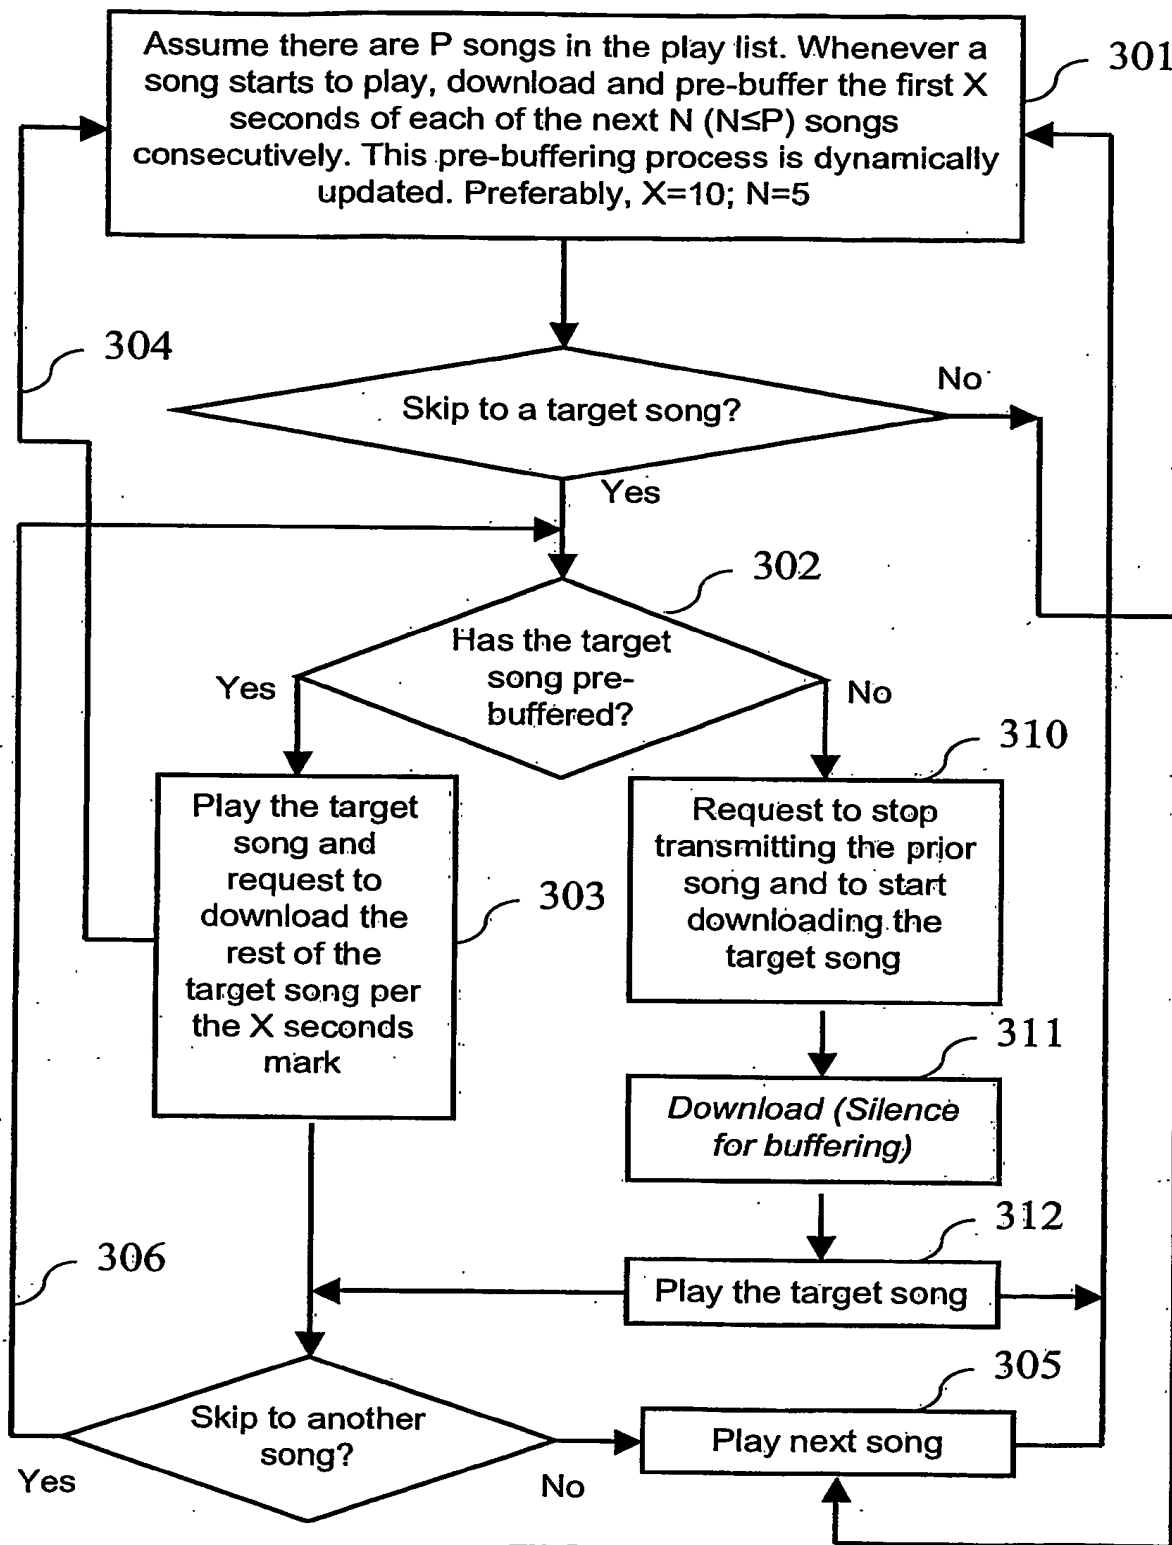 Assume there are P songs in the play list. Whenever a
song starts to play, download and pre-buffer the first X
seconds of each of the next N (N≤P) songs
consecutively. This pre-buffering process is dynamically
updated. Preferably, X=10; N=5
301
304
Skip to a target song?
No
Yes
302
Has the target
song pre-
buffered?
Yes
No
310
Play the target
song and
request to
download the
rest of the
target song per
the X seconds
mark
303
Request to stop
transmitting the prior
song and to start
downloading the
target song
311
Download (Silence
for buffering)
312
306
Play the target song
305
Skip to another
song?
Play next song
Yes
No